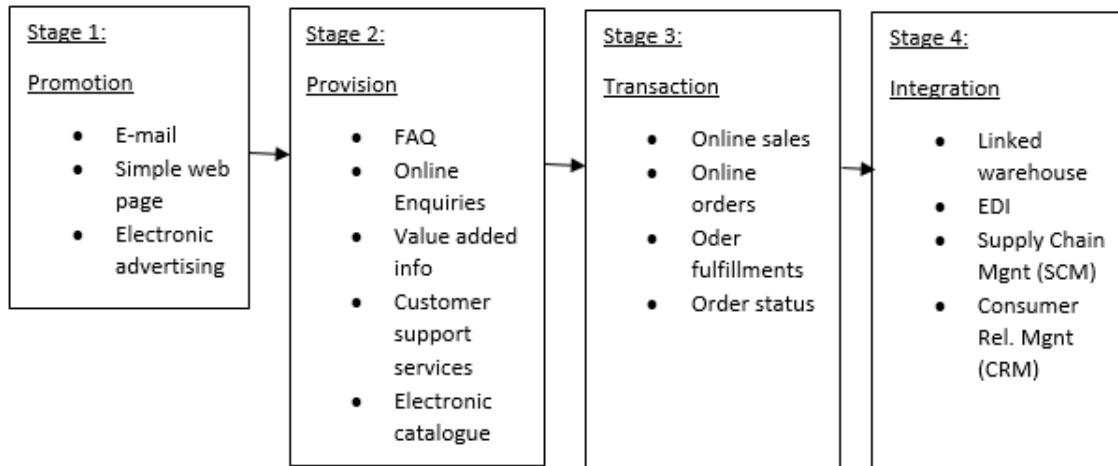 Stage 1:
Promotion
● E-mail
● Simple web
page
● Electronic
advertising
Stage 2:
Provision
● FAQ
● Online
Enquiries
● Value added
info
● Customer
support
services
● Electronic
catalogue
Stage 3:
Transaction
● Online sales
● Online
orders
● Oder
fulfillments
● Order status
Stage 4:
Integration
● Linked
warehouse
● EDI
● Supply Chain
Mgnt (SCM)
● Consumer
Rel. Mgnt
(CRM)